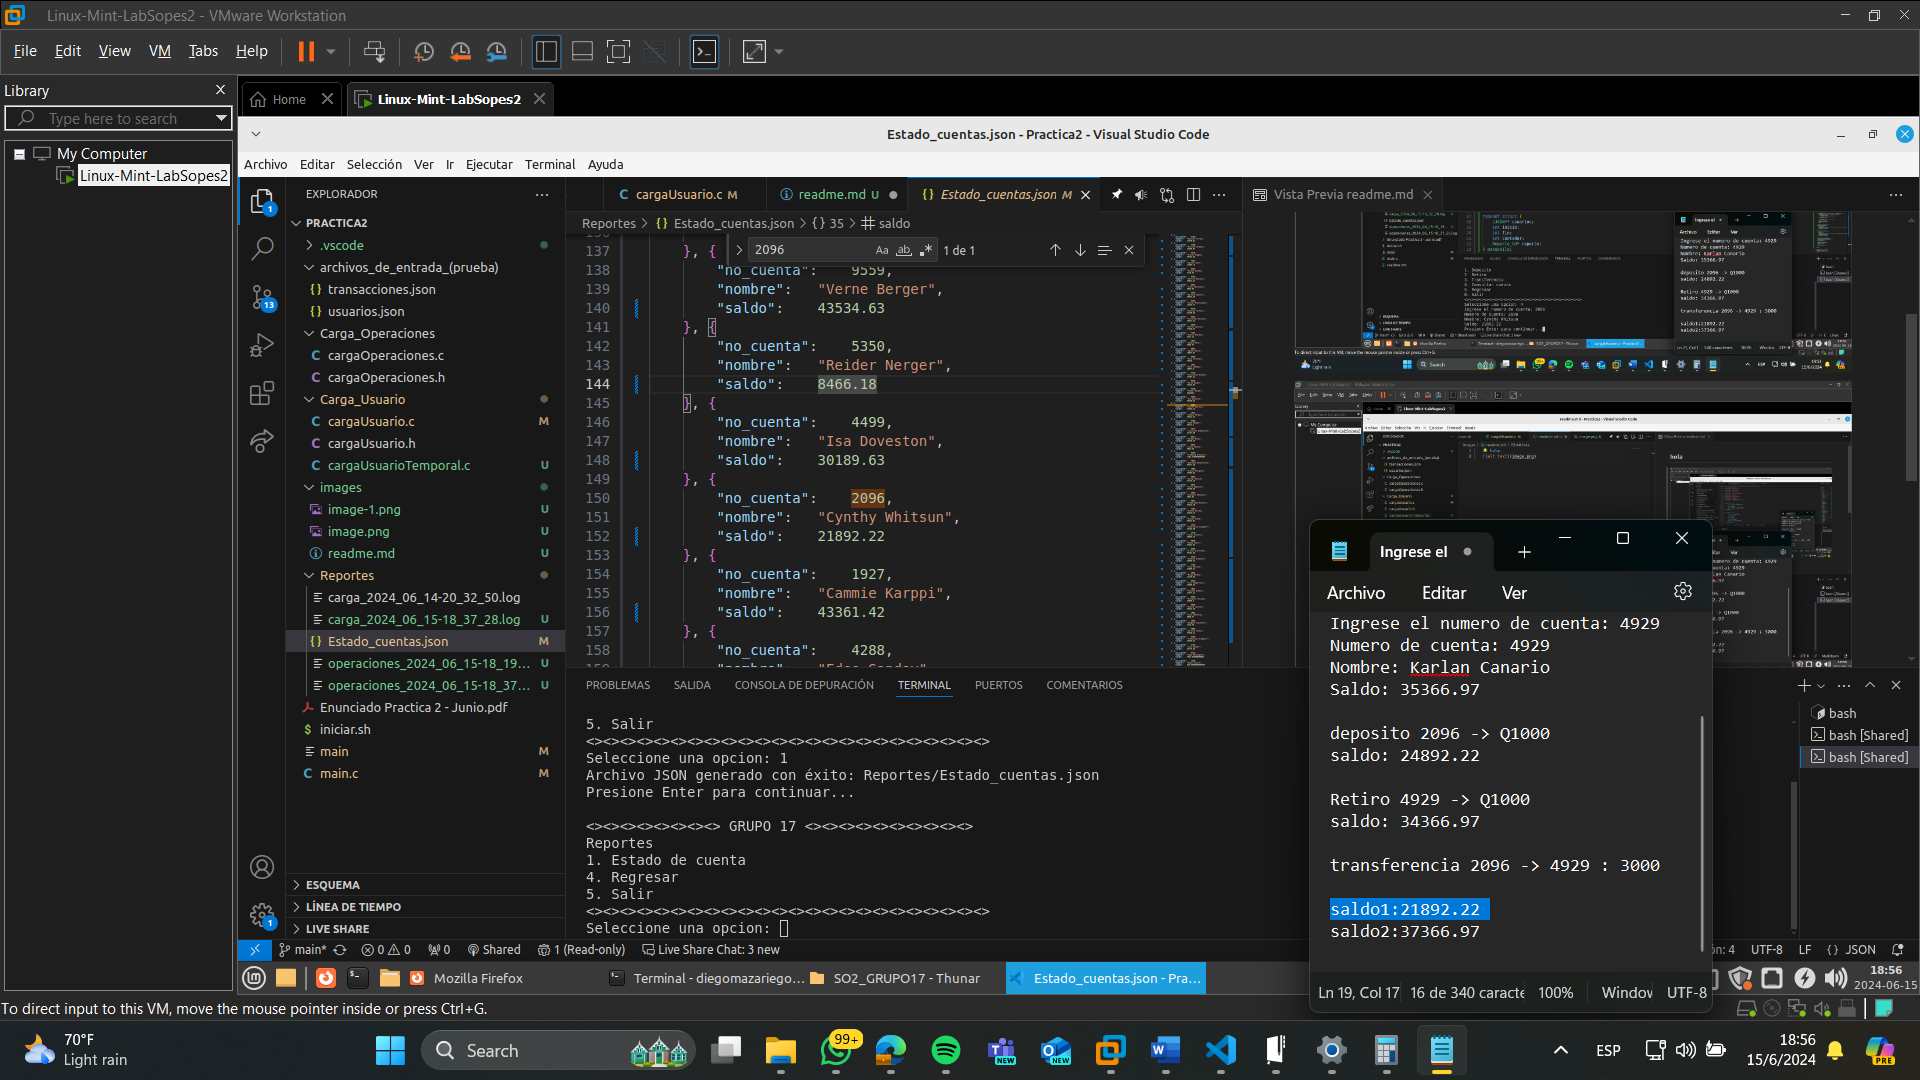 Linux-Mint-LabSopes2 - VMware Workstation
File Edit View VM Tabs Help
Library
Type here to search
My Computer
Linux-Mint-LabSopes2
Home
Linux-Mint-LabSopes2
Estado_cuentas.json - Practica2 - Visual Studio Code
Archivo Editar Selección Ver Ir Ejecutar Terminal Ayuda
EXPLORADOR
PRACTICA2
.vscode
archivos_de_entrada_(prueba)
{} transacciones.json
{} usuarios.json
Carga_Operaciones
C cargaOperaciones.c
C cargaOperaciones.h
Carga_Usuario
C cargaUsuario.c M
C cargaUsuario.h
C cargaUsuarioTemporal.c U
images
image-1.png U
image.png U
readme.md U
Reportes
carga_2024_06_14-20_32_50.log
carga_2024_06_15-18_37_28.log U
{} Estado_cuentas.json M
operaciones_2024_06_15-18_19... U
operaciones_2024_06_15-18_37... U
Enunciado Practica 2 - Junio.pdf
$ iniciar.sh
main M
C main.c M
ESQUEMA
LÍNEA DE TIEMPO
LIVE SHARE
1
13
1
C cargaUsuario.c M
readme.md U
{} Estado_cuentas.json M
Vista Previa readme.md
Reportes > {} Estado_cuentas.json > {} 35 > saldo
2096
Aa ab .*
1 de 1
137 }, {
138 "no_cuenta": 9559,
139 "nombre": "Verne Berger",
140 "saldo": 43534.63
141 }, {
142 "no_cuenta": 5350,
143 "nombre": "Reider Nerger",
144 "saldo": 8466.18
145 }, {
146 "no_cuenta": 4499,
147 "nombre": "Isa Doveston",
148 "saldo": 30189.63
149 }, {
150 "no_cuenta": 2096,
151 "nombre": "Cynthy Whitsun",
152 "saldo": 21892.22
153 }, {
154 "no_cuenta": 1927,
155 "nombre": "Cammie Karppi",
156 "saldo": 43361.42
157 }, {
158 "no_cuenta": 4288,
PROBLEMAS SALIDA CONSOLA DE DEPURACIÓN TERMINAL PUERTOS COMENTARIOS
5. Salir
<><><><><><><><><><><><><><><><><><><><><><><><>
Seleccione una opcion: 1
Archivo JSON generado con éxito: Reportes/Estado_cuentas.json
Presione Enter para continuar...
<><><><><><><><> GRUPO 17 <><><><><><><><><><>
Reportes
1. Estado de cuenta
4. Regresar
5. Salir
<><><><><><><><><><><><><><><><><><><><><><><><>
Seleccione una opcion:
bash
bash [Shared]
bash [Shared]
Ingrese el
Archivo Editar Ver
Ingrese el numero de cuenta: 4929
Numero de cuenta: 4929
Nombre: Karlan Canario
Saldo: 35366.97
deposito 2096 -> Q1000
saldo: 24892.22
Retiro 4929 -> Q1000
saldo: 34366.97
transferencia 2096 -> 4929 : 3000
saldo1:21892.22
saldo2:37366.97
Ln 19, Col 17 16 de 340 caracte 100% Window UTF-8
main* 0 0 0 Shared 1 (Read-only) Live Share Chat: 3 new
ón: 4 UTF-8 LF {} JSON
Mozilla Firefox
Terminal - diegomazariego...
SO2_GRUPO17 - Thunar
Estado_cuentas.json - Pra...
18:56
2024-06-15
To direct input to this VM, move the mouse pointer inside or press Ctrl+G.
70°F
Light rain
Search
99+
NEW
NEW
ESP
18:56
15/6/2024
PRE